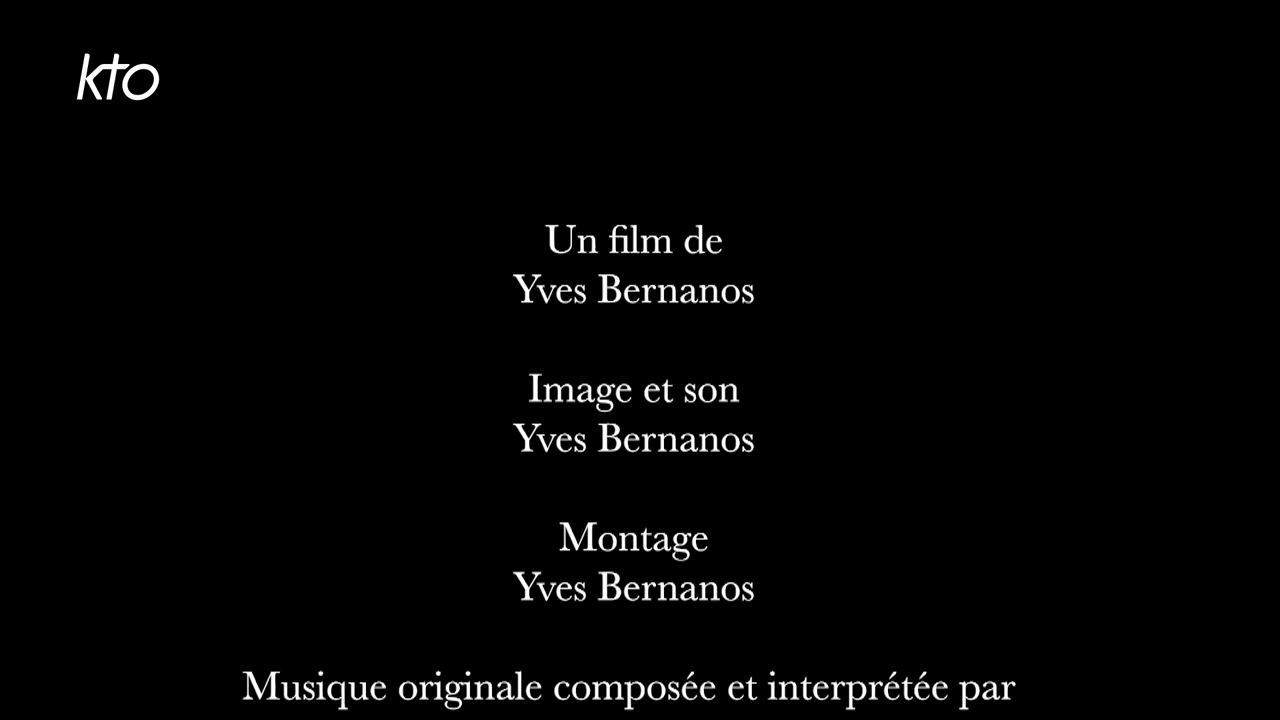 kto
Un film de
Yves Bernanos
Image et son
Yves Bernanos
Montage
Yves Bernanos
Musique originale composée et interprétée par